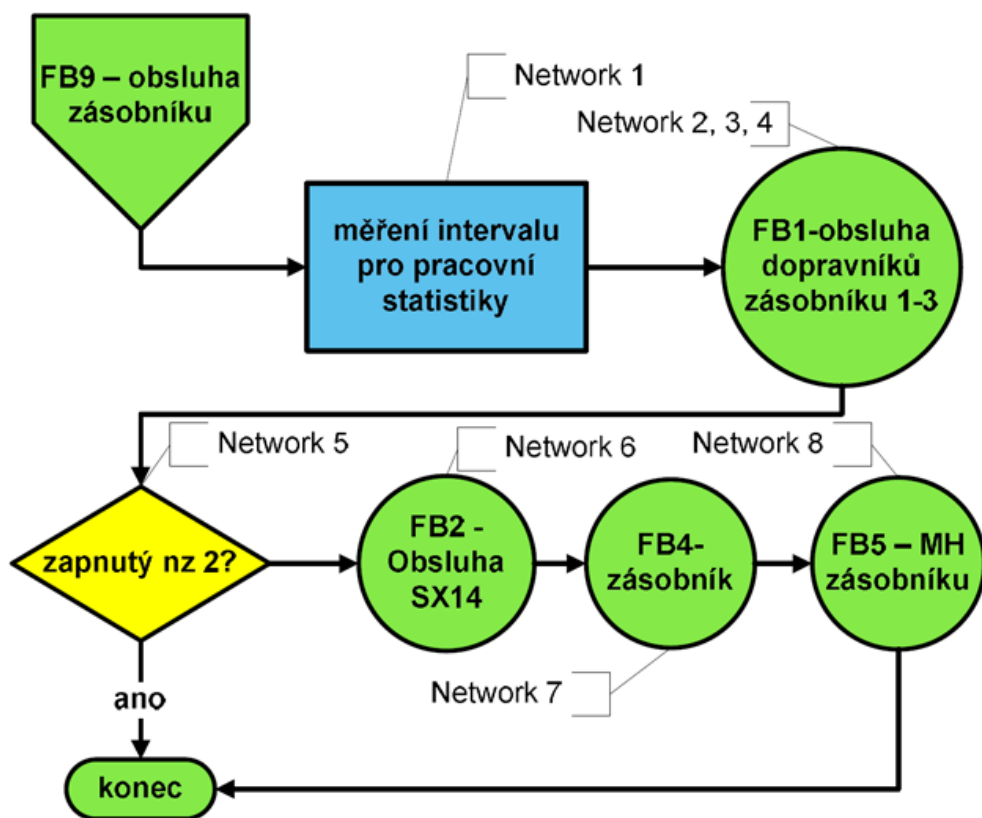 FB9 – obsluha
zásobníku
Network 1
Network 2, 3, 4
měření intervalu
pro pracovní
statistiky
FB1-obsluha
dopravníků
zásobníku 1-3
Network 5
Network 6
Network 8
zapnutý nz 2?
FB2 -
Obsluha
SX14
FB4-
zásobník
FB5 – MH
zásobníku
Network 7
ano
konec